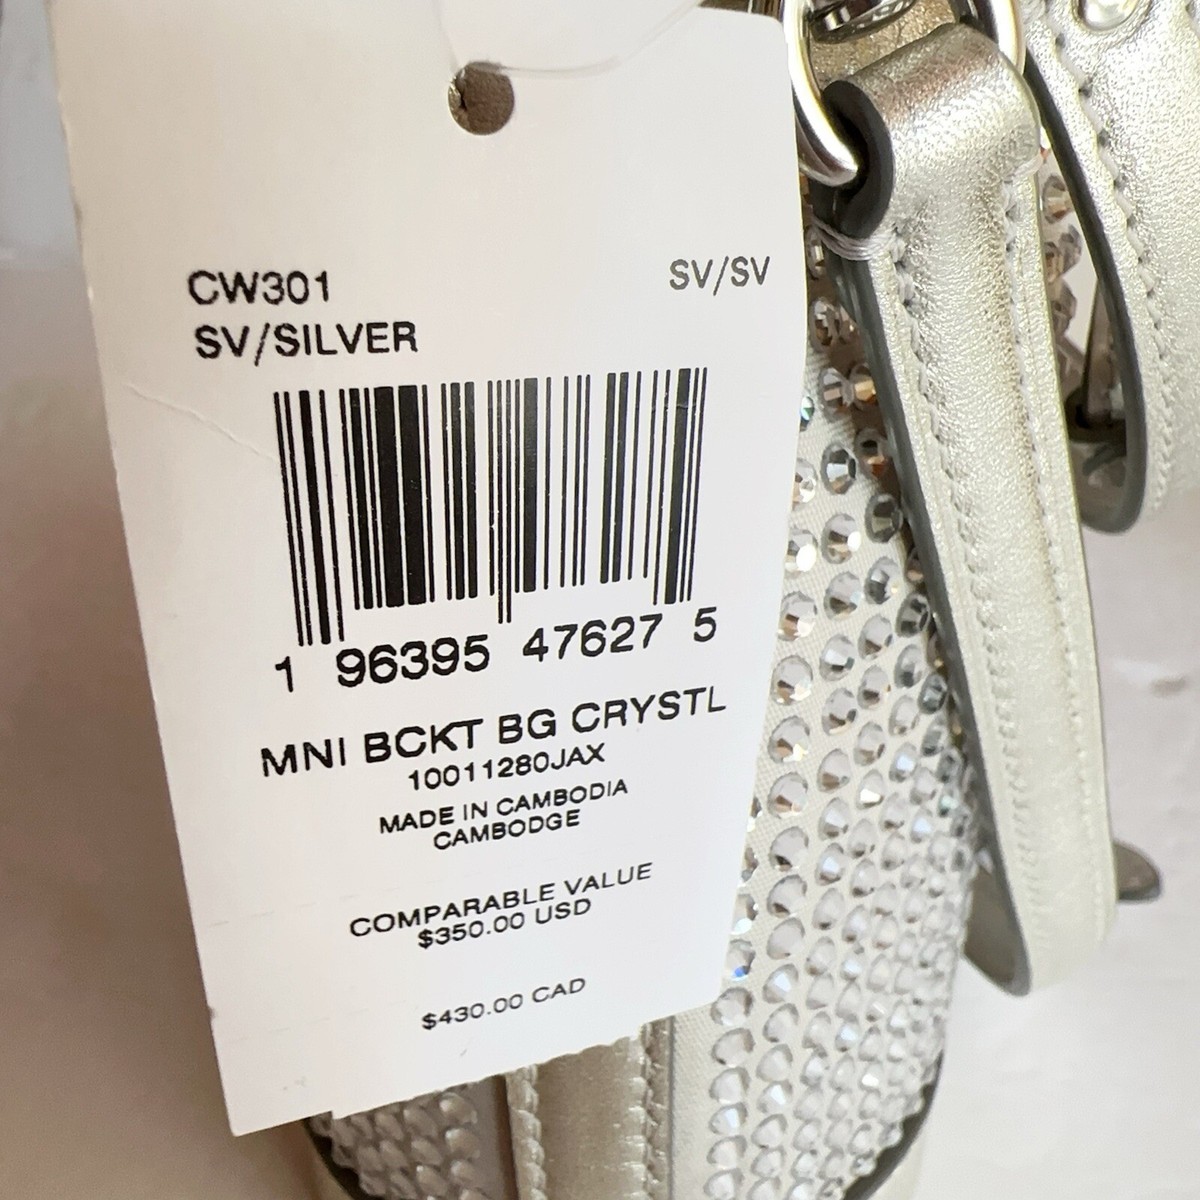 CW301 SV/SV
SV/SILVER
1 96395 47627 5
MNI BCKT BG CRYSTL
10011280JAX
MADE IN CAMBODIA
CAMBODGE
COMPARABLE VALUE
$350.00 USD
$430.00 CAD